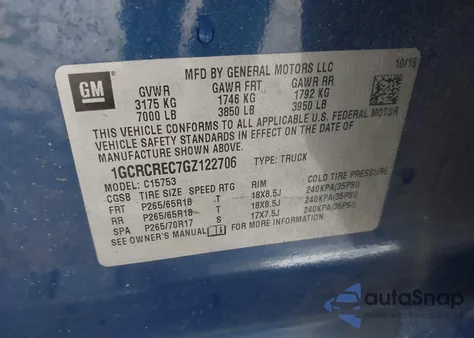 MFD BY GENERAL MOTORS LLC 10/15
GM
GVWR GAWR FRT GAWR RR
3175 KG 1746 KG 1792 KG
7000 LB 3850 LB 3950 LB
THIS VEHICLE CONFORMS TO ALL APPLICABLE U.S. FEDERAL MOTOR
VEHICLE SAFETY STANDARDS IN EFFECT ON THE DATE OF
MANUFACTURE SHOWN ABOVE.
1GCRCREC7GZ122706 TYPE: TRUCK
MODEL: C15753
CGSB TIRE SIZE SPEED RTG RIM COLD TIRE PRESSURE
FRT P265/65R18 T 18X8.5J 240KPA(35PSI)
RR P265/65R18 T 18X8.5J 240KPA(35PSI)
SPA P265/70R17 S 17X7.5J 240KPA(35PSI)
SEE OWNER'S MANUAL FOR MORE INFORMATION.
autoSnap